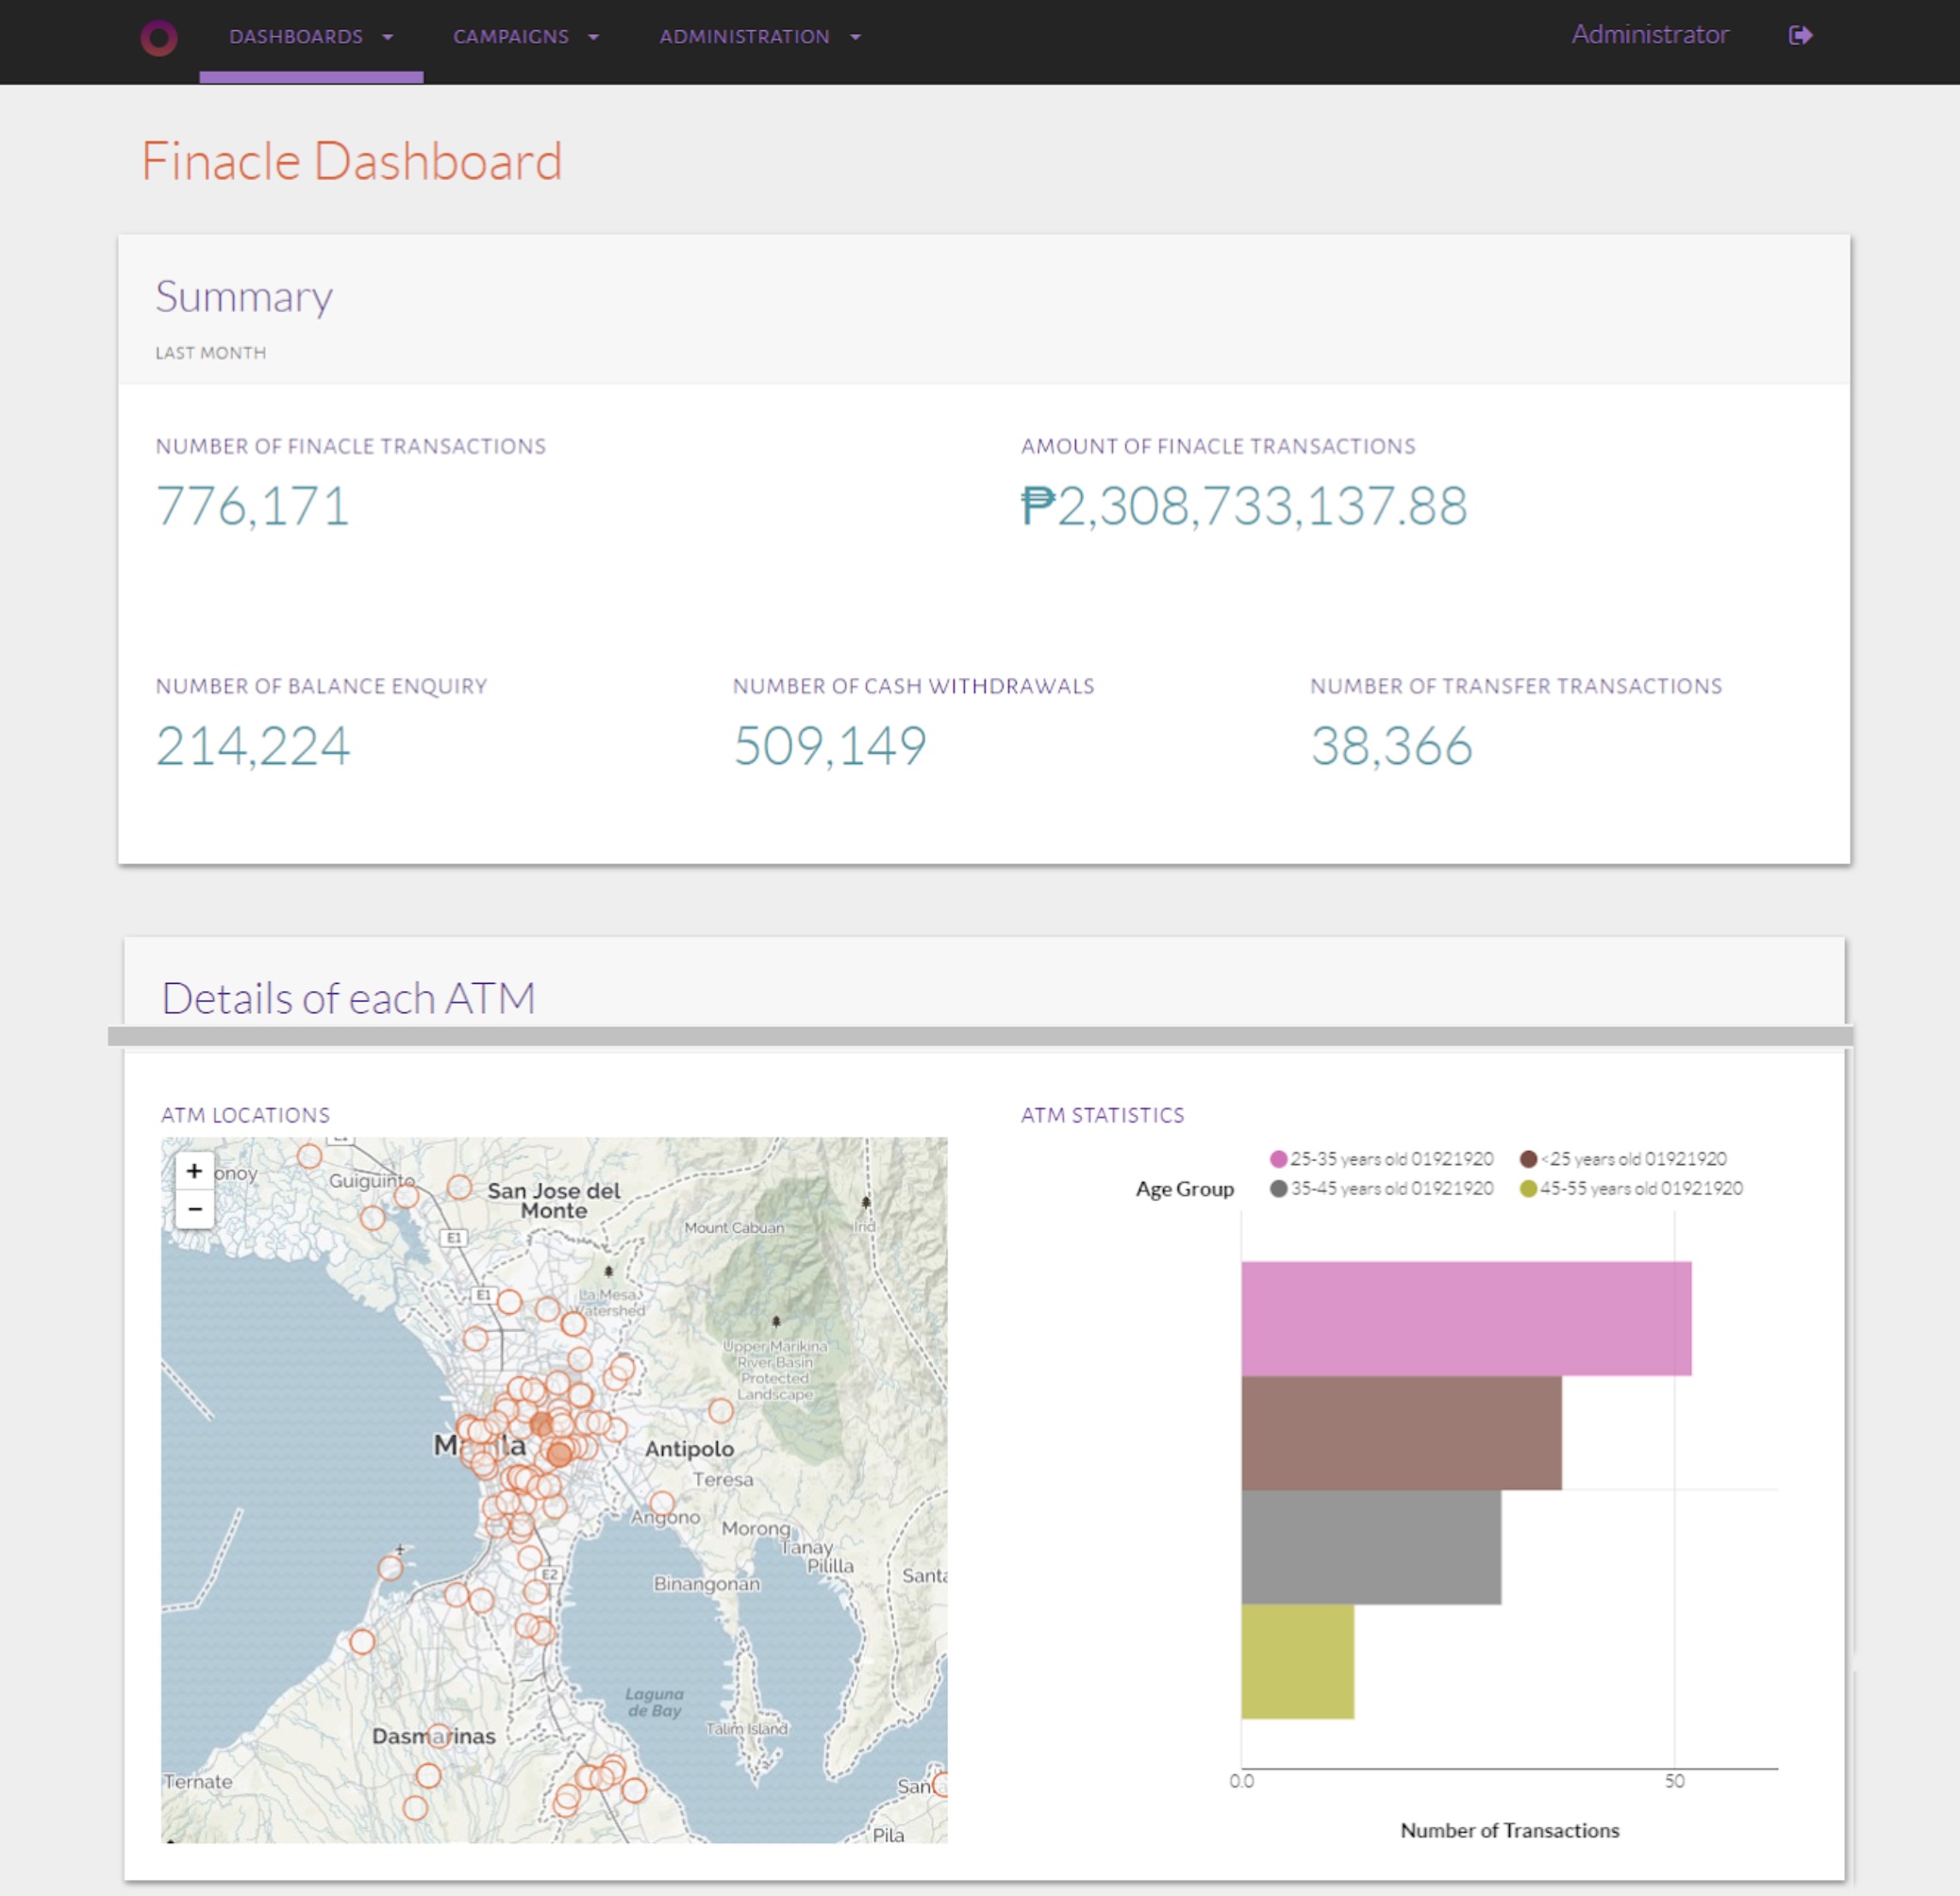 DASHBOARDS CAMPAIGNS ADMINISTRATION Administrator
Finacle Dashboard
Summary
LAST MONTH
NUMBER OF FINACLE TRANSACTIONS
776,171
AMOUNT OF FINACLE TRANSACTIONS
₱2,308,733,137.88
NUMBER OF BALANCE ENQUIRY
214,224
NUMBER OF CASH WITHDRAWALS
509,149
NUMBER OF TRANSFER TRANSACTIONS
38,366
Details of each ATM
ATM LOCATIONS
+
−
onoy
Guiguinto
San Jose del
Monte
Mount Cabuan
Irid
E1
E1
La Mesa
Watershed
Upper Marikina
River Basin
Protected
Landscape
Antipolo
Teresa
Angono
Morong
Tanay
Pililla
E2
Binangonan
Santa
Laguna
de Bay
Talim Island
Dasmarinas
Ternate
San
Pila
ATM STATISTICS
25-35 years old 01921920
<25 years old 01921920
35-45 years old 01921920
45-55 years old 01921920
Age Group
0.0
50
Number of Transactions